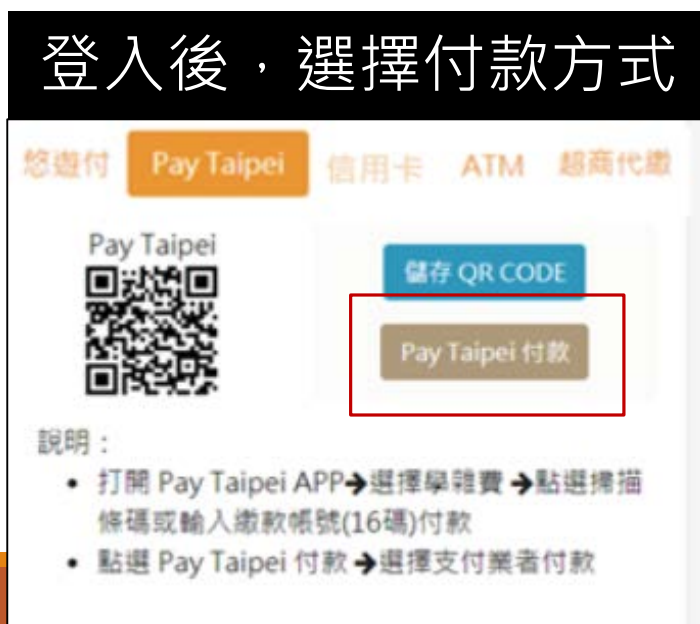 登入後，選擇付款方式
悠遊付 Pay Taipei 信用卡 ATM 超商代繳
Pay Taipei
儲存 QR CODE
Pay Taipei 付款
說明：
• 打開 Pay Taipei APP➔選擇學雜費 ➔點選掃描
條碼或輸入繳款帳號(16碼)付款
• 點選 Pay Taipei 付款 ➔選擇支付業者付款